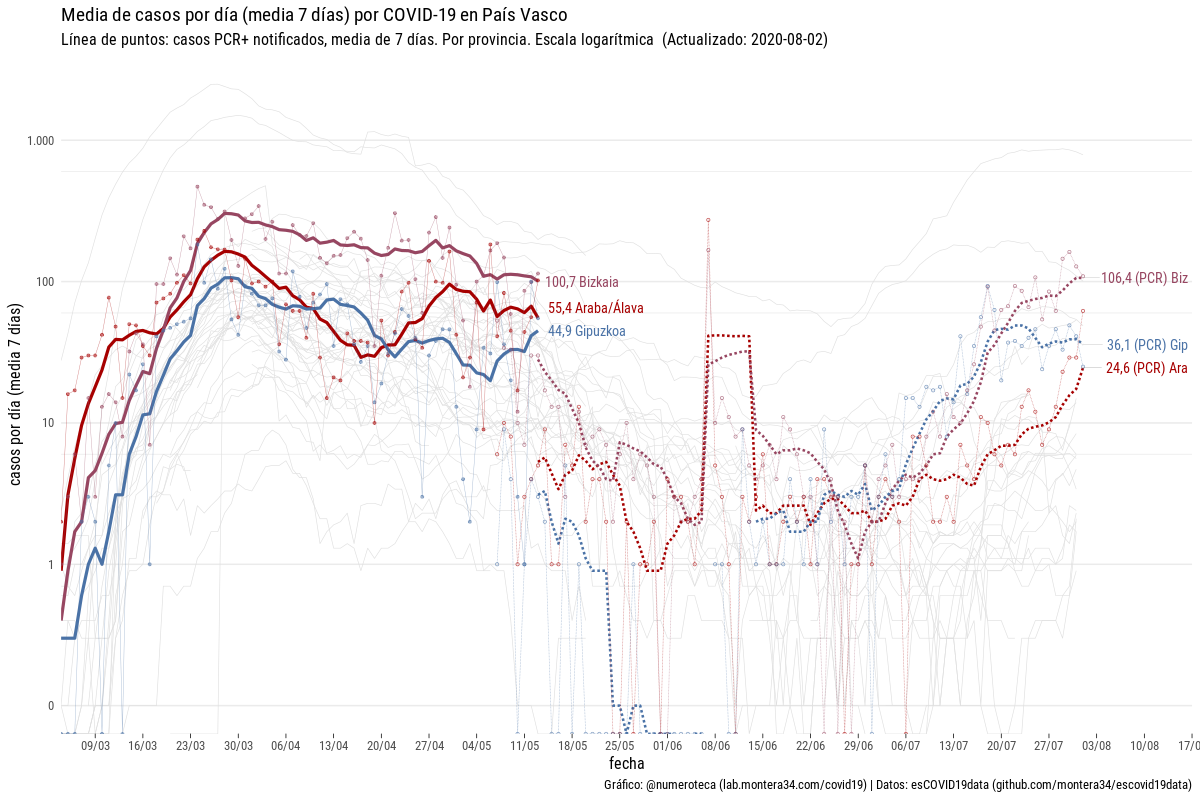 Media de casos por día (media 7 días) por COVID-19 en País Vasco
Línea de puntos: casos PCR+ notificados, media de 7 días. Por provincia. Escala logarítmica (Actualizado: 2020-08-02)
casos por día (media 7 días)
1.000
100
10
1
0
100,7 Bizkaia
55,4 Araba/Álava
44,9 Gipuzkoa
106,4 (PCR) Biz
36,1 (PCR) Gip
24,6 (PCR) Ara
09/03 16/03 23/03 30/03 06/04 13/04 20/04 27/04 04/05 11/05 18/05 25/05 01/06 08/06 15/06 22/06 29/06 06/07 13/07 20/07 27/07 03/08 10/08 17/0
fecha
Gráfico: @numeroteca (lab.montera34.com/covid19) | Datos: esCOVID19data (github.com/montera34/escovid19data)